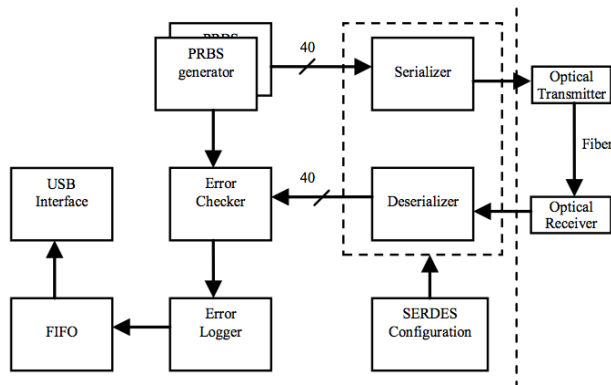 PRBS
PRBS
generator
40
Serializer
Optical
Transmitter
Fiber
USB
Interface
Error
Checker
40
Deserializer
Optical
Receiver
FIFO
Error
Logger
SERDES
Configuration